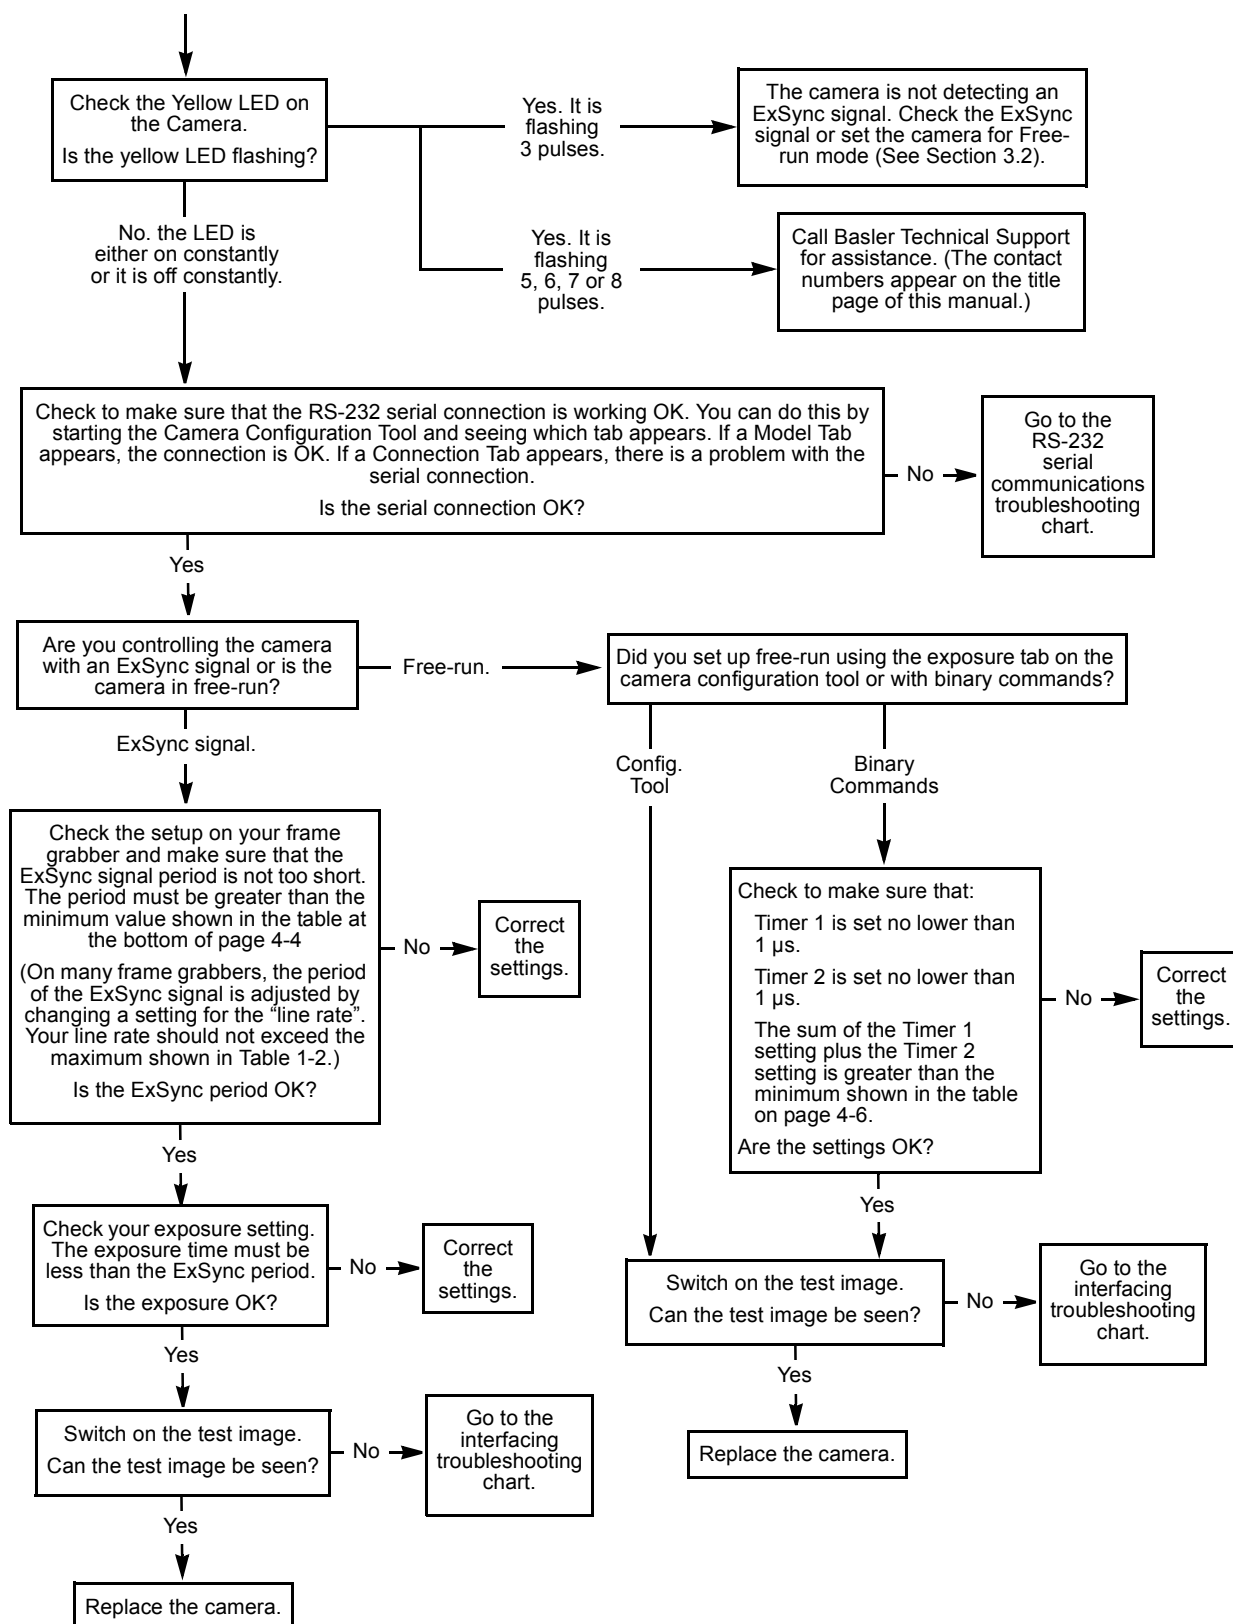 Check the Yellow LED on
the Camera.
Is the yellow LED flashing?
Yes. It is
flashing
3 pulses.
The camera is not detecting an
ExSync signal. Check the ExSync
signal or set the camera for Free-
run mode (See Section 3.2).
No. the LED is
either on constantly
or it is off constantly.
Yes. It is
flashing
5, 6, 7 or 8
pulses.
Call Basler Technical Support
for assistance. (The contact
numbers appear on the title
page of this manual.)
Check to make sure that the RS-232 serial connection is working OK. You can do this by
starting the Camera Configuration Tool and seeing which tab appears. If a Model Tab
appears, the connection is OK. If a Connection Tab appears, there is a problem with the
serial connection.
Is the serial connection OK?
No
Go to the
RS-232
serial
communications
troubleshooting
chart.
Yes
Are you controlling the camera
with an ExSync signal or is the
camera in free-run?
Free-run.
Did you set up free-run using the exposure tab on the
camera configuration tool or with binary commands?
ExSync signal.
Config.
Tool
Binary
Commands
Check the setup on your frame
grabber and make sure that the
ExSync signal period is not too short.
The period must be greater than the
minimum value shown in the table at
the bottom of page 4-4
(On many frame grabbers, the period
of the ExSync signal is adjusted by
changing a setting for the “line rate”.
Your line rate should not exceed the
maximum shown in Table 1-2.)
Is the ExSync period OK?
No
Correct
the
settings.
Check to make sure that:
Timer 1 is set no lower than
1 µs.
Timer 2 is set no lower than
1 µs.
The sum of the Timer 1
setting plus the Timer 2
setting is greater than the
minimum shown in the table
on page 4-6.
Are the settings OK?
No
Correct
the
settings.
Yes
Yes
Check your exposure setting.
The exposure time must be
less than the ExSync period.
Is the exposure OK?
No
Correct
the
settings.
Switch on the test image.
Can the test image be seen?
No
Go to the
interfacing
troubleshooting
chart.
Yes
Yes
Switch on the test image.
Can the test image be seen?
No
Go to the
interfacing
troubleshooting
chart.
Replace the camera.
Yes
Replace the camera.